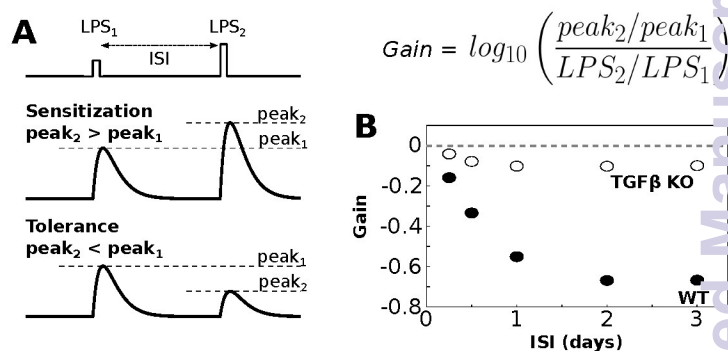 A
LPS₁ LPS₂
ISI
Gain = log₁₀ ( peak₂/peak₁ / LPS₂/LPS₁ )
Sensitization
peak₂ > peak₁
peak₂
peak₁
Tolerance
peak₂ < peak₁
peak₁
peak₂
B
0
-0.2
-0.4
-0.6
-0.8
Gain
TGFβ KO
WT
0 1 2 3
ISI (days)